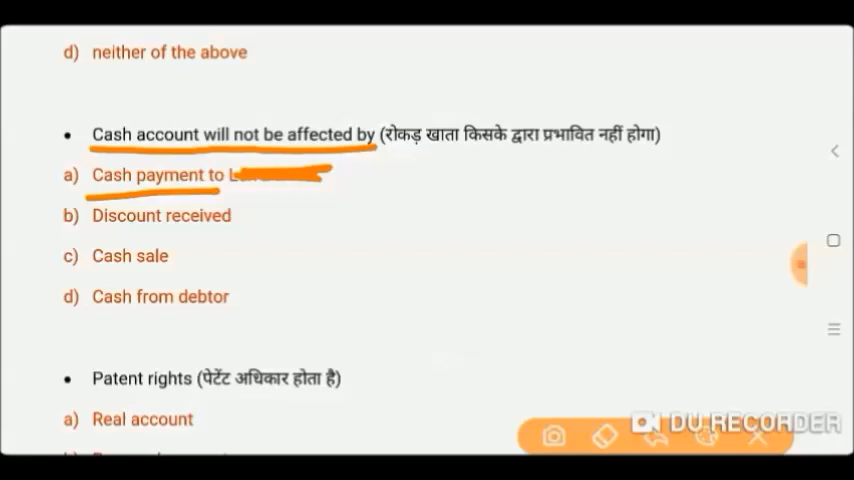 d) neither of the above
• Cash account will not be affected by (रोकड़ खाता किसके द्वारा प्रभावित नहीं होगा)
a) Cash payment to
b) Discount received
c) Cash sale
d) Cash from debtor
• Patent rights (पेटेंट अधिकार होता है)
a) Real account
DU RECORDER